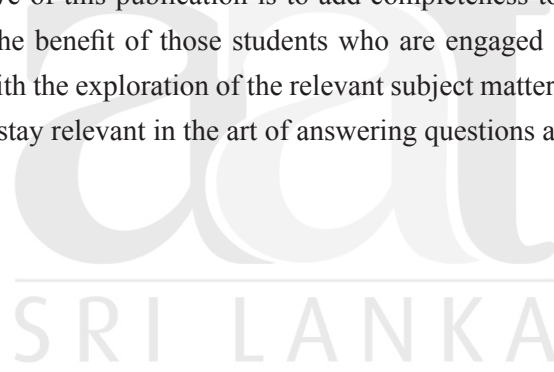 ve of this publication is to add completeness to
he benefit of those students who are engaged
ith the exploration of the relevant subject matter
stay relevant in the art of answering questions a
aat
SRI LANKA